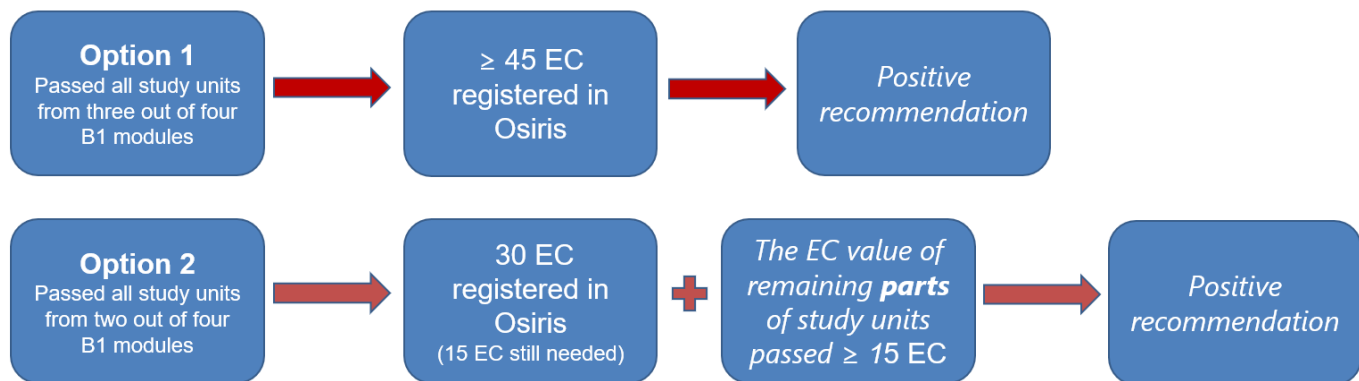 Option 1
Passed all study units
from three out of four
B1 modules
≥ 45 EC
registered in
Osiris
Positive
recommendation
Option 2
Passed all study units
from two out of four
B1 modules
30 EC
registered in
Osiris
(15 EC still needed)
The EC value of
remaining parts
of study units
passed ≥ 15 EC
Positive
recommendation